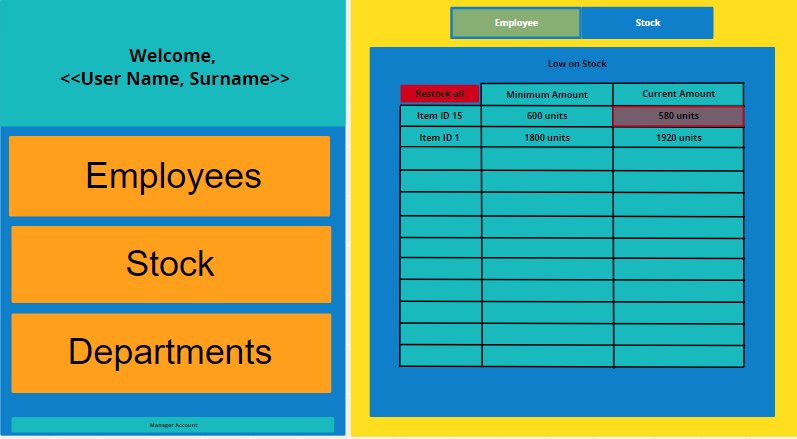 Welcome,
<<User Name, Surname>>
Employees
Stock
Departments
Manager Account
Employee Stock
Low on Stock
Restock all Minimum Amount Current Amount
Item ID 15 600 units 580 units
Item ID 1 1800 units 1920 units